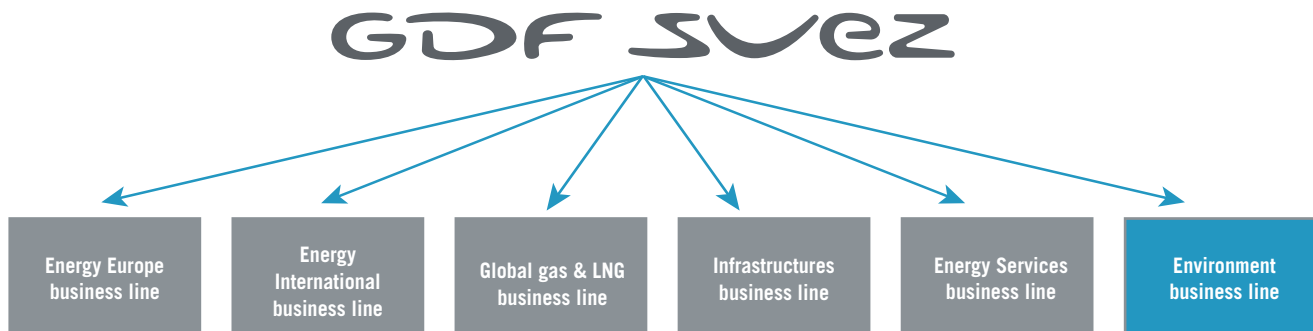 GDF SUEZ
Energy Europe
business line
Energy
International
business line
Global gas & LNG
business line
Infrastructures
business line
Energy Services
business line
Environment
business line